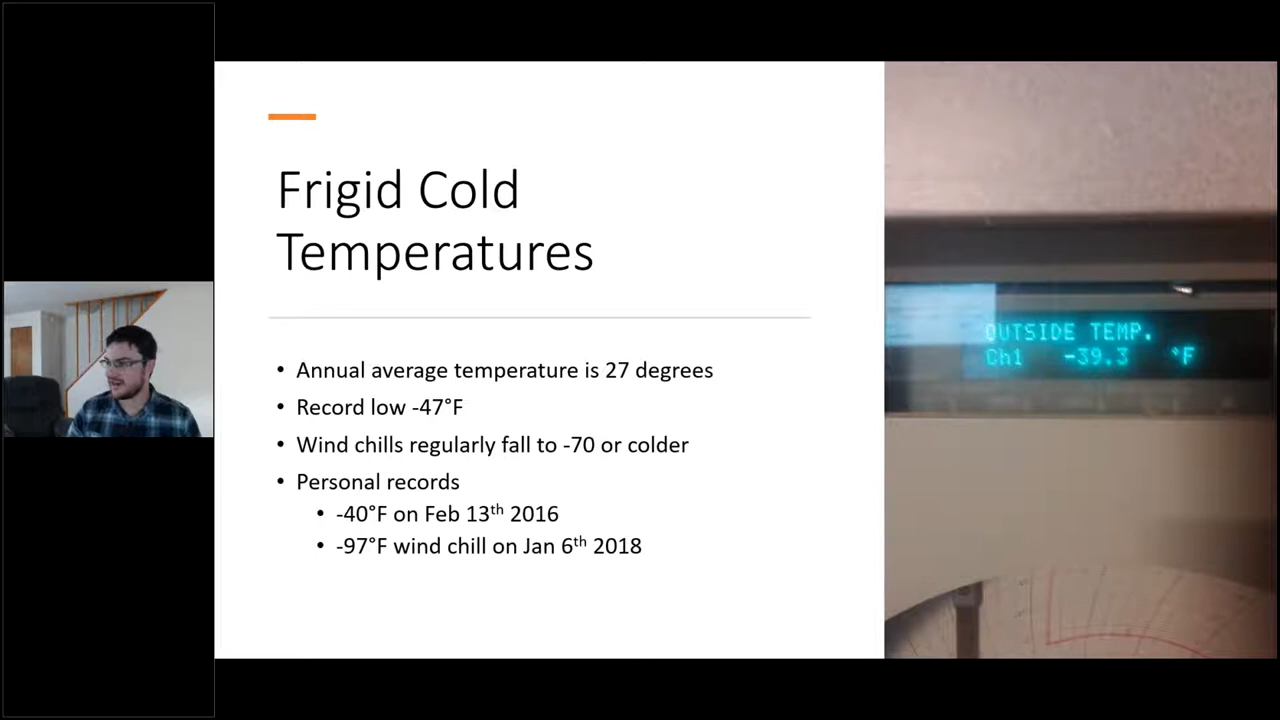 Frigid Cold
Temperatures
• Annual average temperature is 27 degrees
• Record low -47°F
• Wind chills regularly fall to -70 or colder
• Personal records
• -40°F on Feb 13th 2016
• -97°F wind chill on Jan 6th 2018
OUTSIDE TEMP.
Ch1 -39.3 °F